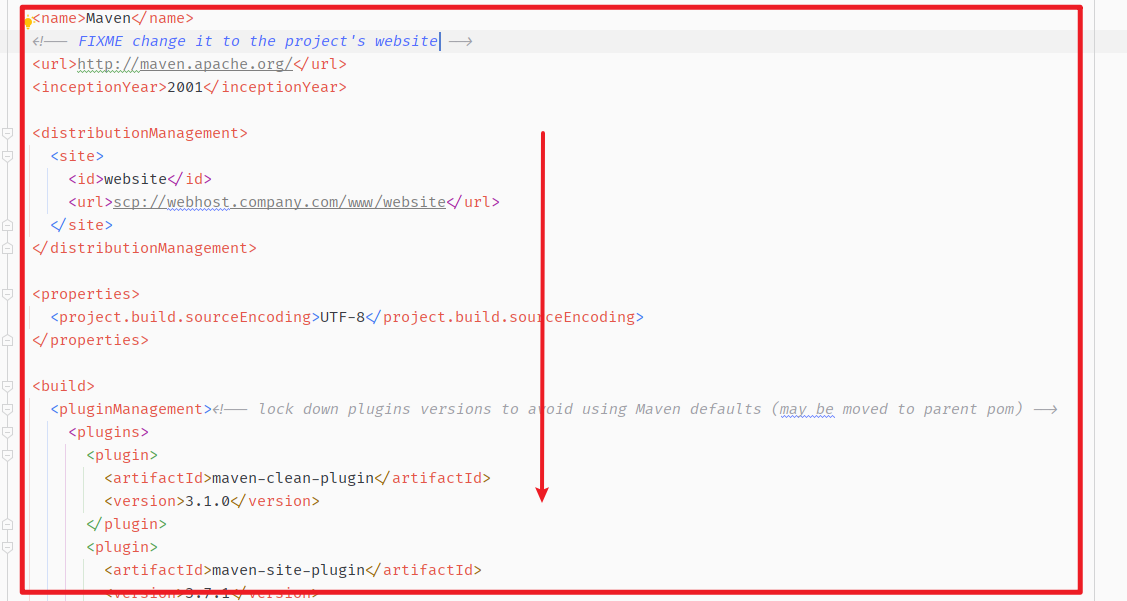 <name>Maven</name>
<!-- FIXME change it to the project's website -->
<url>http://maven.apache.org/</url>
<inceptionYear>2001</inceptionYear>
<distributionManagement>
<site>
<id>website</id>
<url>scp://webhost.company.com/www/website</url>
</site>
</distributionManagement>
<properties>
<project.build.sourceEncoding>UTF-8</project.build.sourceEncoding>
</properties>
<build>
<pluginManagement><!-- lock down plugins versions to avoid using Maven defaults (may be moved to parent pom) -->
<plugins>
<plugin>
<artifactId>maven-clean-plugin</artifactId>
<version>3.1.0</version>
</plugin>
<plugin>
<artifactId>maven-site-plugin</artifactId>
<version>3.7.1</version>